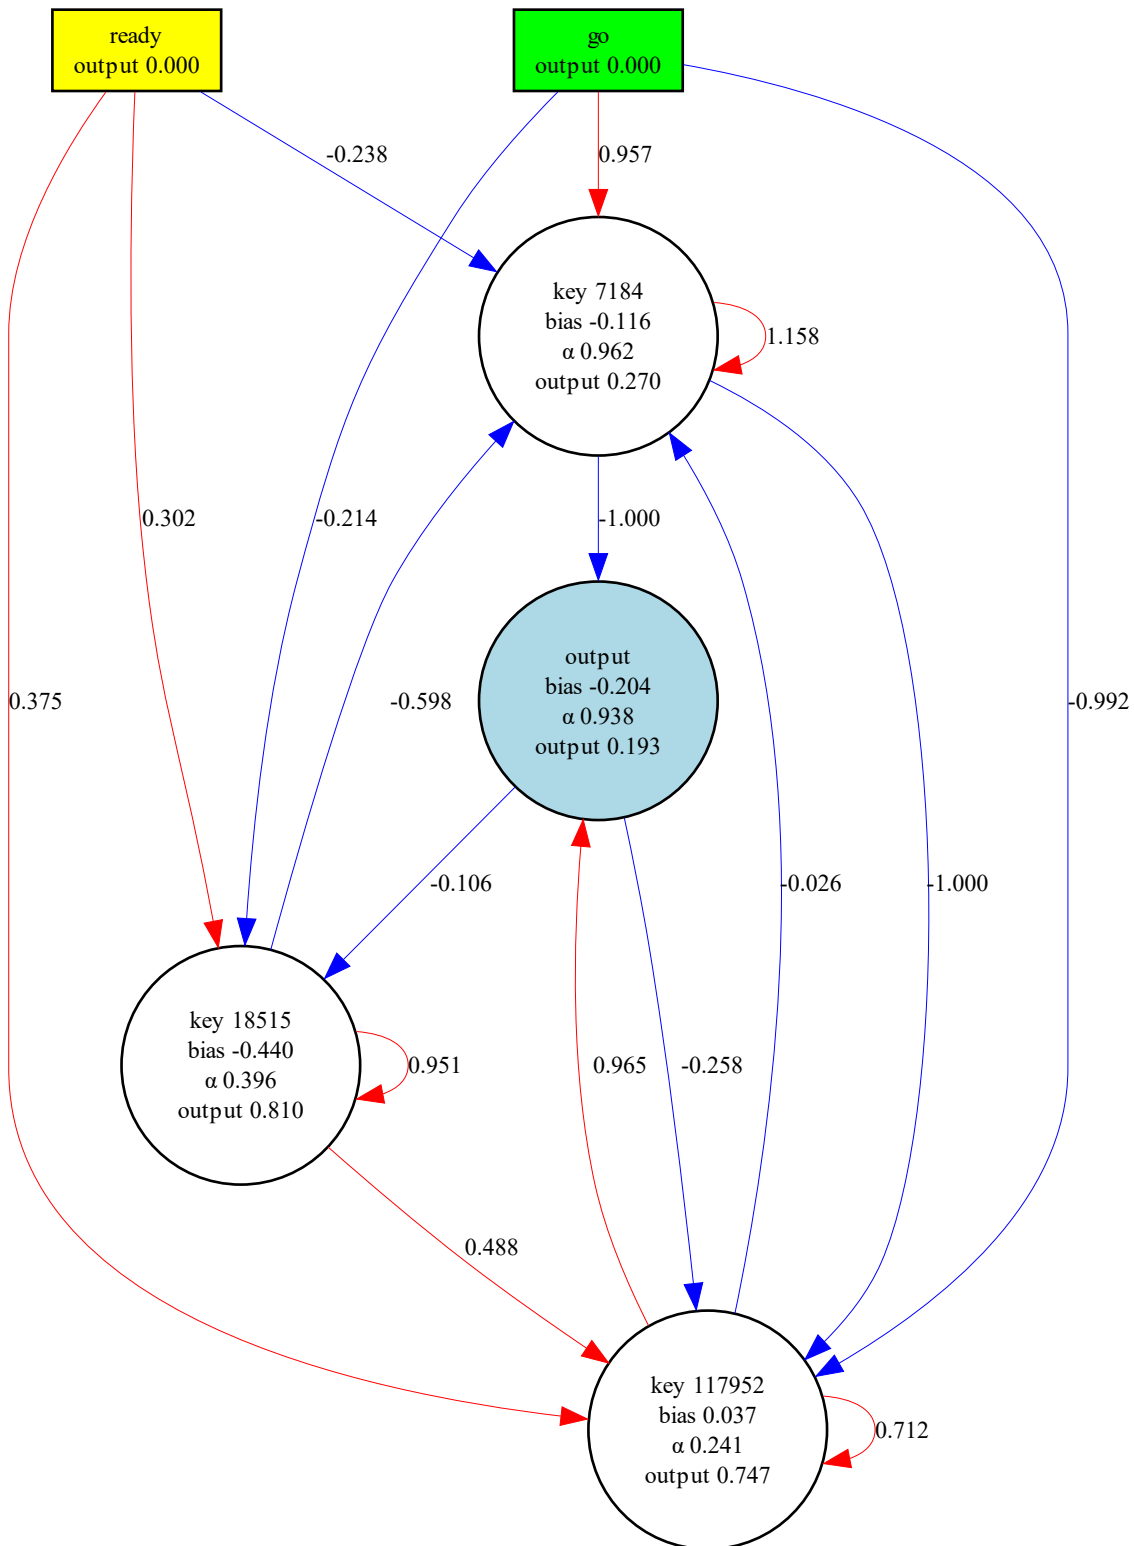 ready
output 0.000
go
output 0.000
-0.238
0.957
key 7184
bias -0.116
α 0.962
output 0.270
1.158
0.302
-0.214
-1.000
0.375
-0.598
output
bias -0.204
α 0.938
output 0.193
-0.992
-0.106
-0.026
-1.000
key 18515
bias -0.440
α 0.396
output 0.810
0.951
0.965
-0.258
0.488
key 117952
bias 0.037
α 0.241
output 0.747
0.712